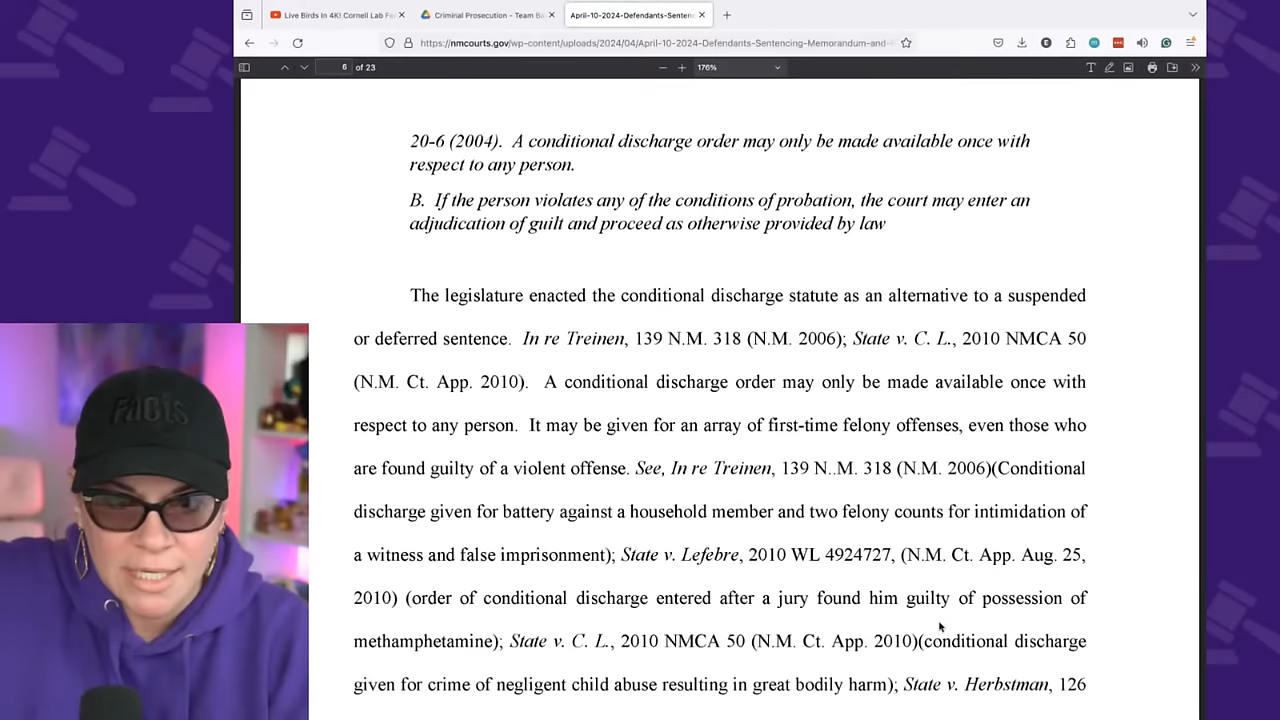 Live Birds In 4K! Cornell Lab Fe
Criminal Prosecution – Team Ba
April-10-2024-Defendants-Senten
https://nmcourts.gov/wp-content/uploads/2024/04/April-10-2024-Defendants-Sentencing-Memorandum-and-
6 of 23
176%
20-6 (2004). A conditional discharge order may only be made available once with
respect to any person.
B. If the person violates any of the conditions of probation, the court may enter an
adjudication of guilt and proceed as otherwise provided by law
The legislature enacted the conditional discharge statute as an alternative to a suspended
or deferred sentence. In re Treinen, 139 N.M. 318 (N.M. 2006); State v. C. L., 2010 NMCA 50
(N.M. Ct. App. 2010). A conditional discharge order may only be made available once with
respect to any person. It may be given for an array of first-time felony offenses, even those who
are found guilty of a violent offense. See, In re Treinen, 139 N..M. 318 (N.M. 2006)(Conditional
discharge given for battery against a household member and two felony counts for intimidation of
a witness and false imprisonment); State v. Lefebre, 2010 WL 4924727, (N.M. Ct. App. Aug. 25,
2010) (order of conditional discharge entered after a jury found him guilty of possession of
methamphetamine); State v. C. L., 2010 NMCA 50 (N.M. Ct. App. 2010)(conditional discharge
given for crime of negligent child abuse resulting in great bodily harm); State v. Herbstman, 126
Facts